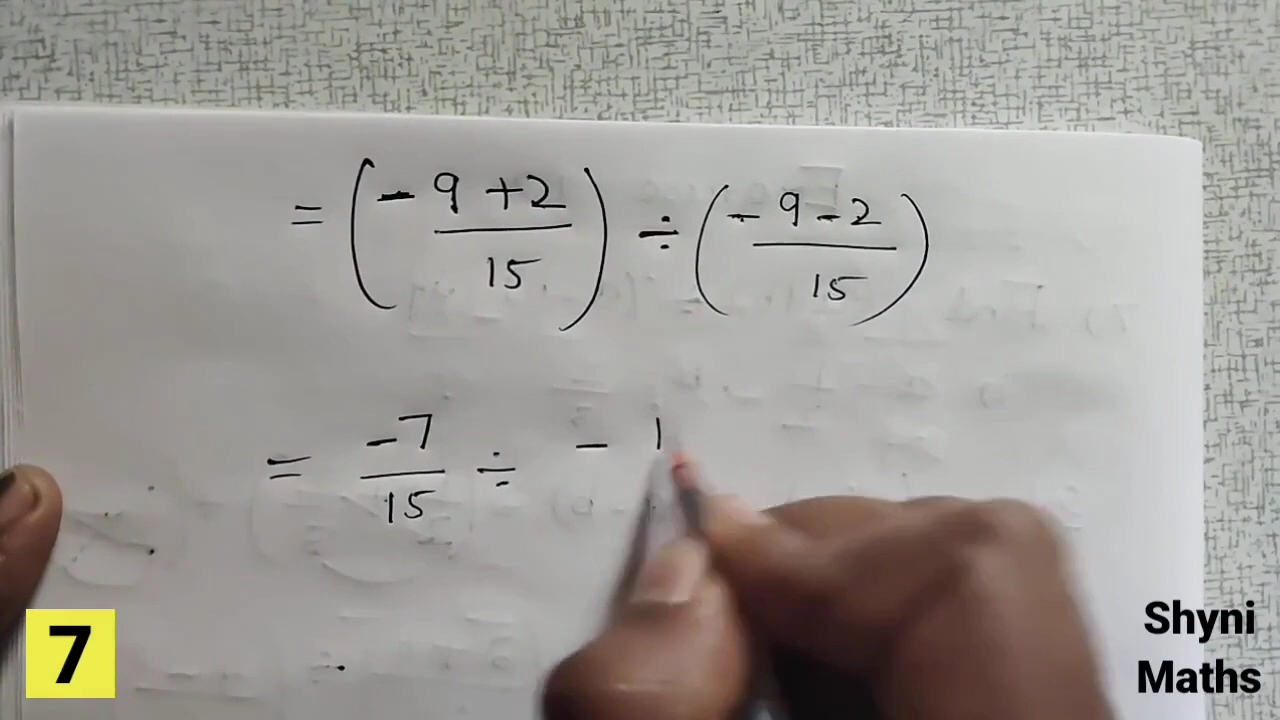 = (-9+2/15) ÷ (-9-2/15)
= -7/15 ÷ - 1
7
Shyni
Maths